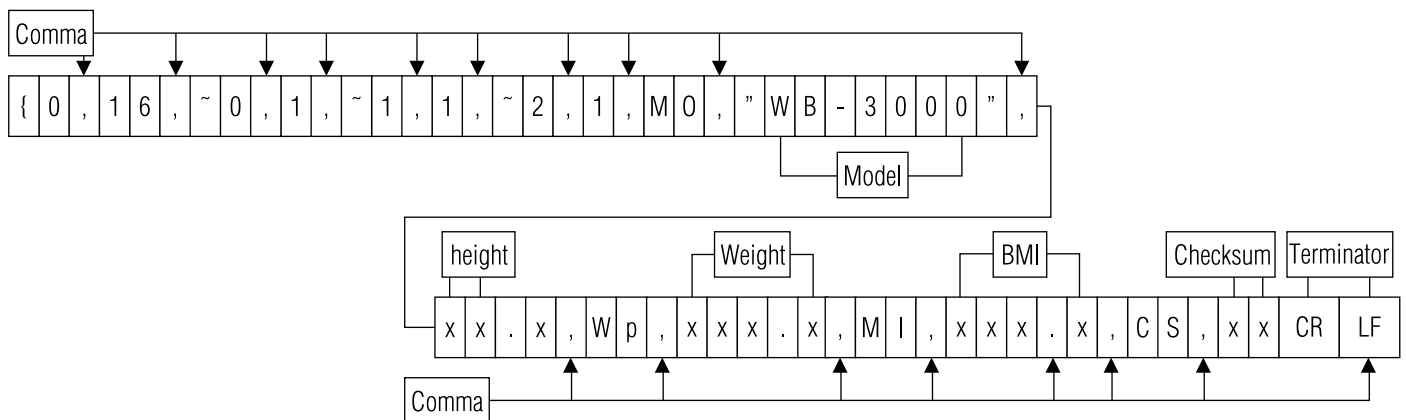 Comma
{ 0 , 1 6 , ~ 0 , 1 , ~ 1 , 1 , ~ 2 , 1 , M O , ” W B - 3 0 0 0 ” ,
Model
height Weight BMI Checksum Terminator
x x . x , W p , x x x . x , M I , x x x . x , C S , x x CR LF
Comma